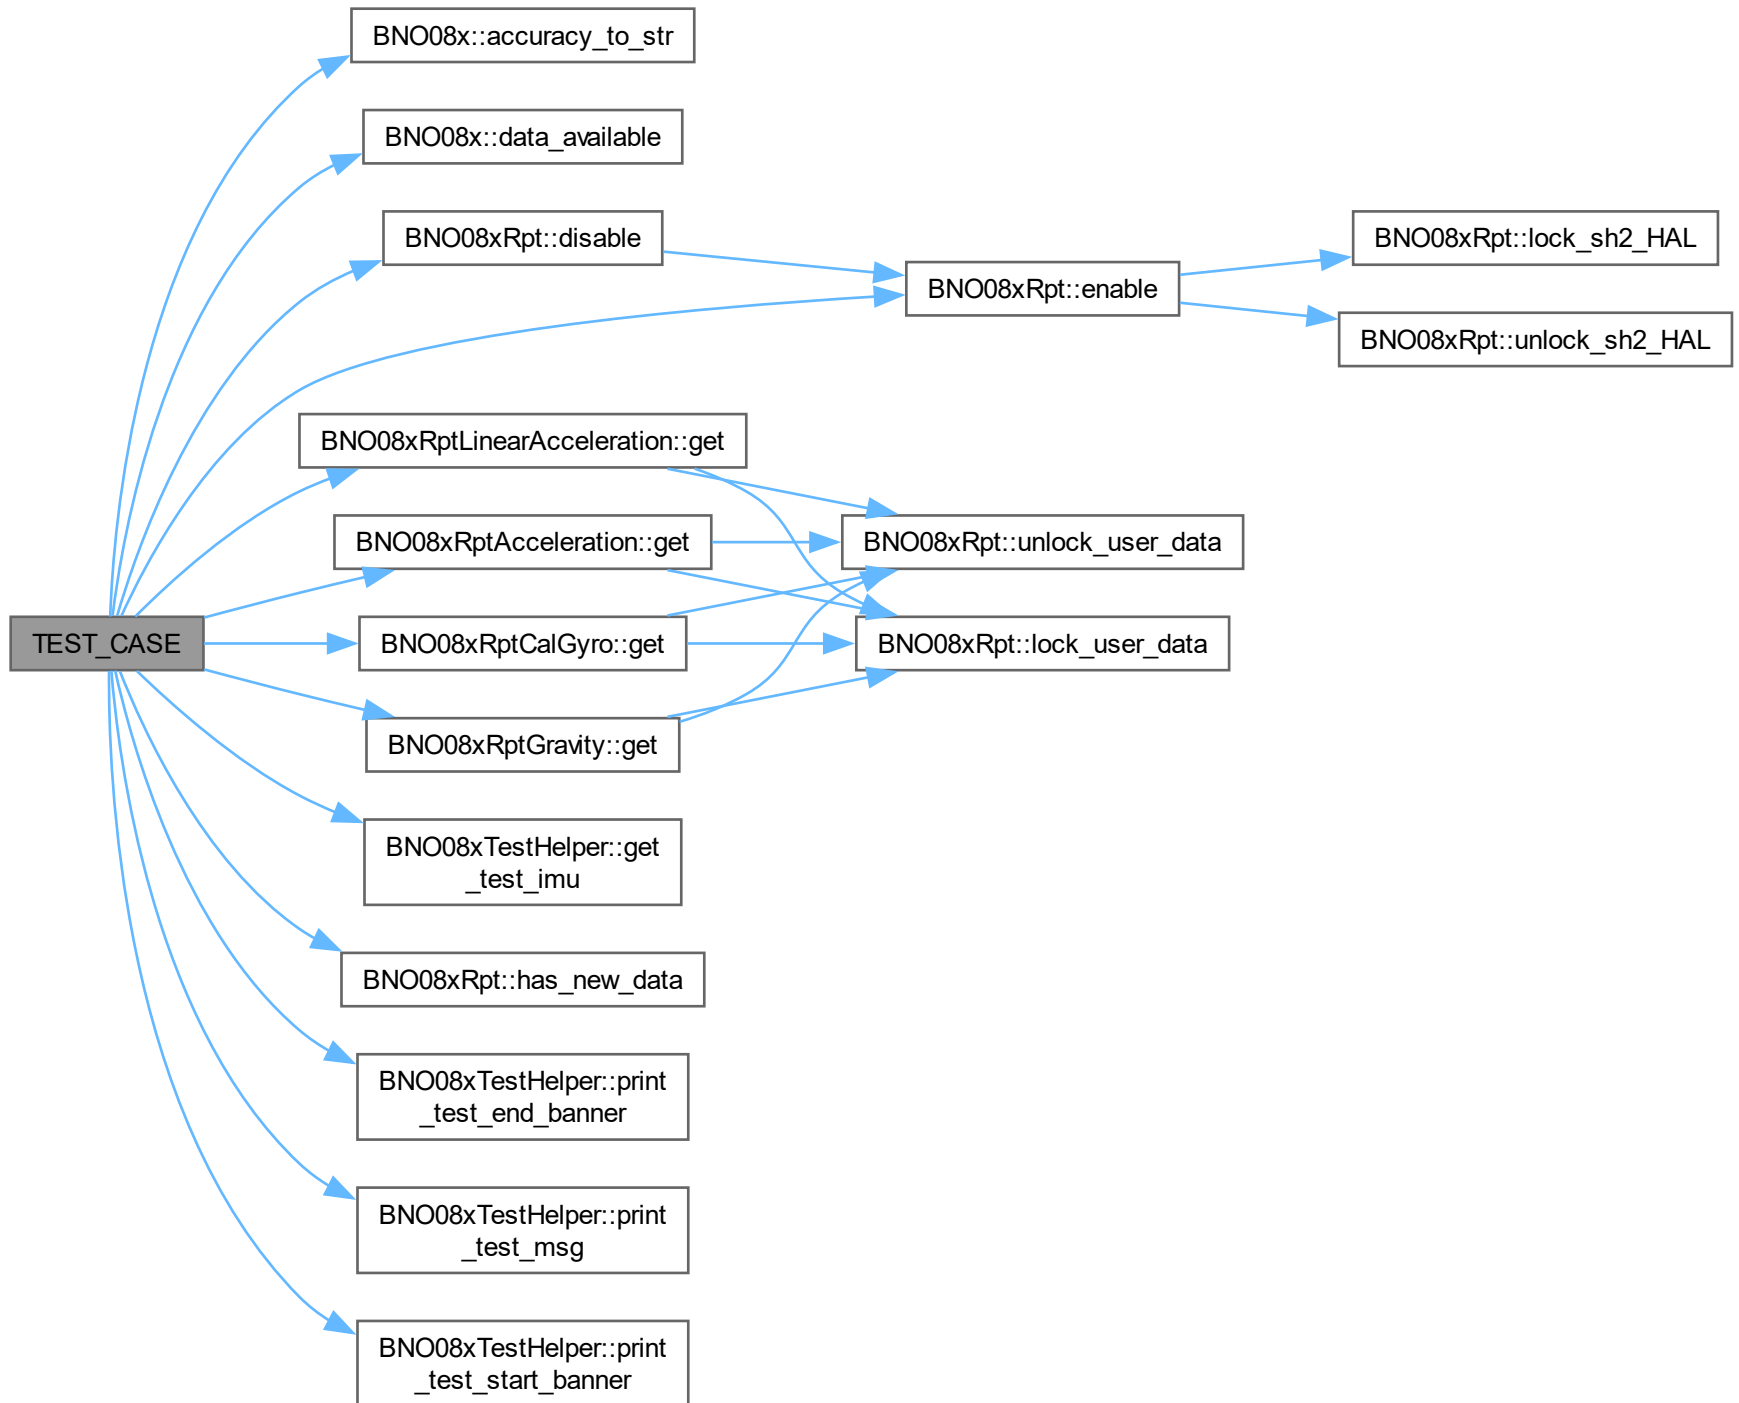 BNO08x::accuracy_to_str
BNO08x::data_available
BNO08xRpt::disable
BNO08xRpt::lock_sh2_HAL
BNO08xRpt::enable
BNO08xRpt::unlock_sh2_HAL
BNO08xRptLinearAcceleration::get
BNO08xRptAcceleration::get
BNO08xRpt::unlock_user_data
TEST_CASE
BNO08xRptCalGyro::get
BNO08xRpt::lock_user_data
BNO08xRptGravity::get
BNO08xTestHelper::get
_test_imu
BNO08xRpt::has_new_data
BNO08xTestHelper::print
_test_end_banner
BNO08xTestHelper::print
_test_msg
BNO08xTestHelper::print
_test_start_banner